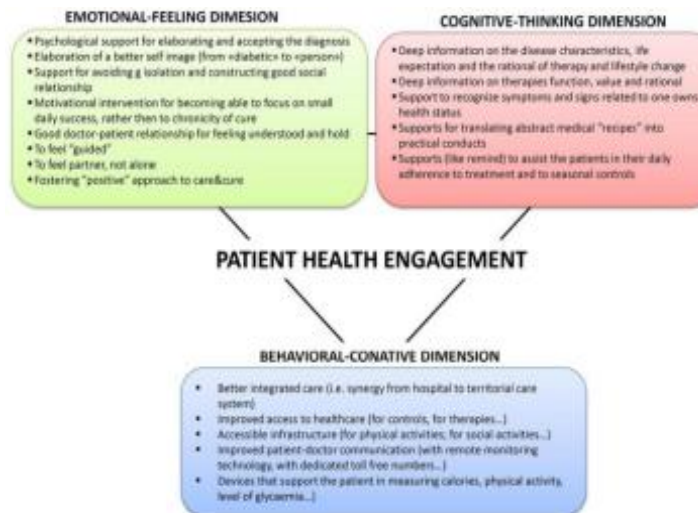 EMOTIONAL-FEELING DIMESION
• Psychological support for elaborating and accepting the diagnosis
• Elaboration of a better self image (from «diabetic» to «person»)
• Support for avoiding g isolation and constructing good social
relationship
• Motivational intervention for becoming able to focus on small
daily success, rather then to chronicity of cure
• Good doctor-patient relationship for feeling understood and hold
• To feel "guided"
• To feel partner, not alone
• Fostering "positive" approach to care&cure
COGNITIVE-THINKING DIMENSION
• Deep information on the disease characteristics, life
expectation and the rational of therapy and lifestyle change
• Deep information on therapies function, value and rational
• Support to recognize symptoms and signs related to one owns
health status
• Supports for translating abstract medical "recipes" into
practical conducts
• Supports (like remind) to assist the patients in their daily
adherence to treatment and to seasonal controls
PATIENT HEALTH ENGAGEMENT
BEHAVIORAL-CONATIVE DIMENSION
• Better integrated care (i.e. synergy from hospital to territorial care
system)
• Improved access to healthcare (for controls, for therapies...)
• Accessible infrastructure (for physical activities; for social activities...)
• Improved patient-doctor communication (with remote monitoring
technology, with dedicated toll free numbers...)
• Devices that support the patient in measuring calories, physical activity,
level of glycaemia...)